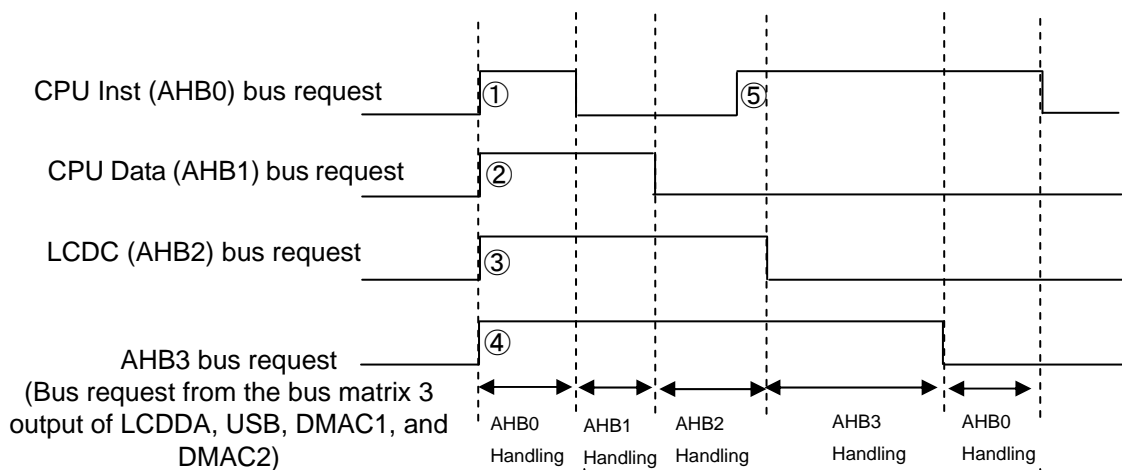 CPU Inst (AHB0) bus request
① ⑤
CPU Data (AHB1) bus request
②
LCDC (AHB2) bus request
③
④
AHB3 bus request
(Bus request from the bus matrix 3
output of LCDDA, USB, DMAC1, and
DMAC2)
AHB0
Handling
AHB1
Handling
AHB2
Handling
AHB3
Handling
AHB0
Handling